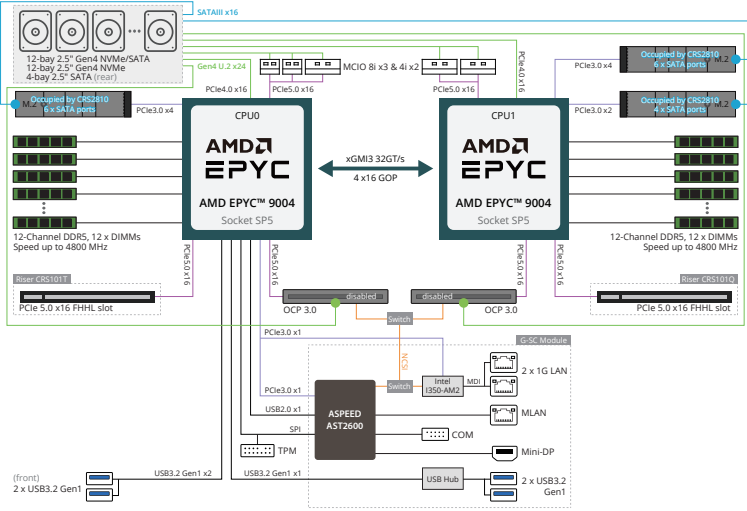 SATAIII x16
12-bay 2.5" Gen4 NVMe/SATA
12-bay 2.5" Gen4 NVMe
4-bay 2.5" SATA (rear)
Gen4 U.2 x24
MCIO 8i x3 & 4i x2
PCIe4.0 x16
PCIe4.0 x16
PCIe5.0 x16
PCIe5.0 x16
M.2
Occupied by CRS2810
6 x SATA ports
PCIe3.0 x4
PCIe3.0 x4
Occupied by CRS2810
6 x SATA ports
M.2
PCIe3.0 x2
Occupied by CRS2810
4 x SATA ports
M.2
CPU0
AMD
EPYC
AMD EPYC™ 9004
Socket SP5
xGMI3 32GT/s
4 x16 GOP
CPU1
AMD
EPYC
AMD EPYC™ 9004
Socket SP5
12-Channel DDR5, 12 x DIMMs
Speed up to 4800 MHz
12-Channel DDR5, 12 x DIMMs
Speed up to 4800 MHz
PCIe5.0 x16
PCIe5.0 x16
PCIe5.0 x16
PCIe5.0 x16
Riser CRS101T
PCIe 5.0 x16 FHHL slot
disabled
OCP 3.0
disabled
OCP 3.0
Riser CRS101Q
PCIe 5.0 x16 FHHL slot
Switch
PCIe3.0 x1
NCSI
G-SC Module
PCIe3.0 x1
Switch
Intel
I350-AM2
MDI
2 x 1G LAN
USB2.0 x1
ASPEED
AST2600
MLAN
SPI
TPM
COM
Mini-DP
(front)
2 x USB3.2 Gen1
USB3.2 Gen1 x2
USB3.2 Gen1 x1
USB Hub
2 x USB3.2
Gen1